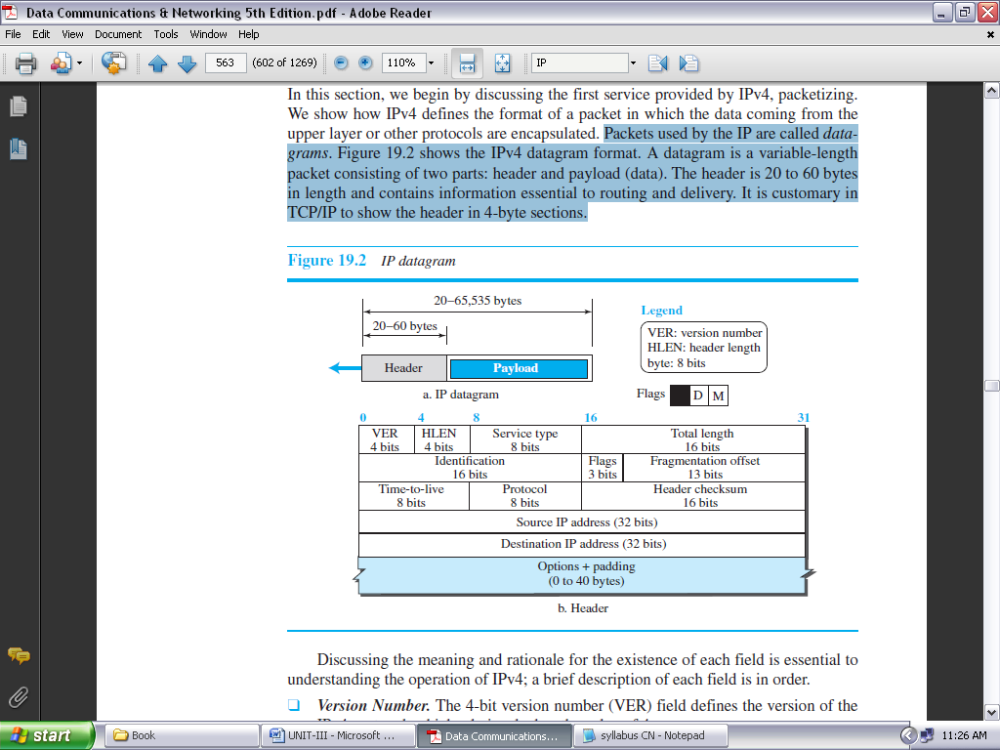 Data Communications & Networking 5th Edition.pdf - Adobe Reader
File Edit View Document Tools Window Help
563 (602 of 1269) 110% IP
In this section, we begin by discussing the first service provided by IPv4, packetizing.
We show how IPv4 defines the format of a packet in which the data coming from the
upper layer or other protocols are encapsulated. Packets used by the IP are called data-
grams. Figure 19.2 shows the IPv4 datagram format. A datagram is a variable-length
packet consisting of two parts: header and payload (data). The header is 20 to 60 bytes
in length and contains information essential to routing and delivery. It is customary in
TCP/IP to show the header in 4-byte sections.
Figure 19.2 IP datagram
20–65,535 bytes
20–60 bytes
Header Payload
a. IP datagram
Legend
VER: version number
HLEN: header length
byte: 8 bits
Flags D M
0 4 8 16 31
VER HLEN Service type Total length
4 bits 4 bits 8 bits 16 bits
Identification Flags Fragmentation offset
16 bits 3 bits 13 bits
Time-to-live Protocol Header checksum
8 bits 8 bits 16 bits
Source IP address (32 bits)
Destination IP address (32 bits)
Options + padding
(0 to 40 bytes)
b. Header
Discussing the meaning and rationale for the existence of each field is essential to
understanding the operation of IPv4; a brief description of each field is in order.
❑ Version Number. The 4-bit version number (VER) field defines the version of the
start Book UNIT-III - Microsoft ... Data Communications... syllabus CN - Notepad 11:26 AM